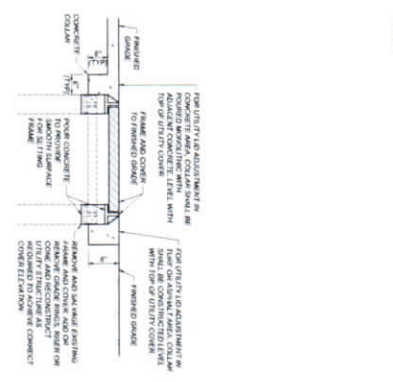 FOR UTILITY LID ADJUSTMENT IN
CONCRETE AREA, COLLAR SHALL BE
POURED MONOLITHIC WITH
ADJACENT CONCRETE, LEVEL WITH
TOP OF UTILITY COVER
FOR UTILITY LID ADJUSTMENT IN
TURF OR ASPHALT AREA, COLLAR
SHALL BE CONSTRUCTED LEVEL
WITH TOP OF UTILITY COVER
FINISHED
GRADE
FRAME AND COVER
TO FINISHED GRADE
FINISHED GRADE
6"
(TYP)
CONCRETE
COLLAR
POUR CONCRETE
TO PROVIDE
SMOOTH SURFACE
FOR SETTING
FRAME
REMOVE AND SALVAGE EXISTING
FRAME AND COVER, ADD OR
REMOVE GRADE RINGS, RISER OR
CONE AND RECONSTRUCT
UTILITY STRUCTURE AS
REQUIRED TO ACHIEVE CORRECT
COVER ELEVATION